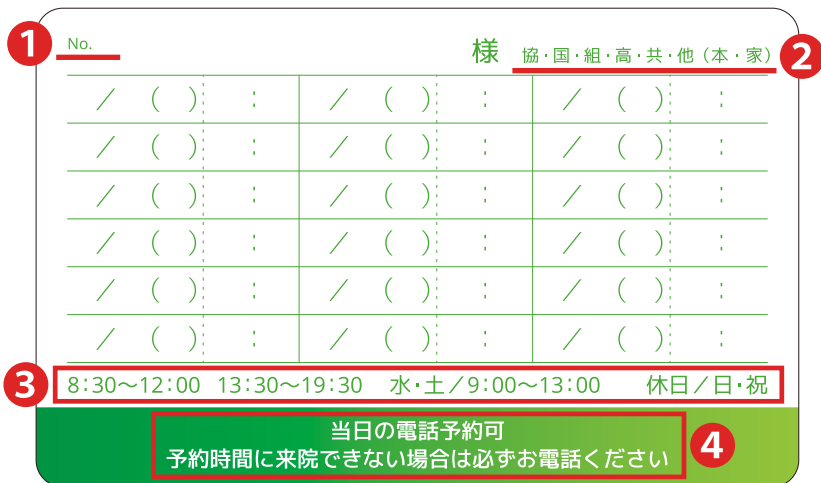 1 No. 様 協・国・組・高・共・他（本・家） 2
／ （ ） : ／ （ ） : ／ （ ） :
／ （ ） : ／ （ ） : ／ （ ） :
／ （ ） : ／ （ ） : ／ （ ） :
／ （ ） : ／ （ ） : ／ （ ） :
／ （ ） : ／ （ ） : ／ （ ） :
／ （ ） : ／ （ ） : ／ （ ） :
3 8:30〜12:00 13:30〜19:30 水・土／9:00〜13:00 休日／日・祝
当日の電話予約可
予約時間に来院できない場合は必ずお電話ください 4